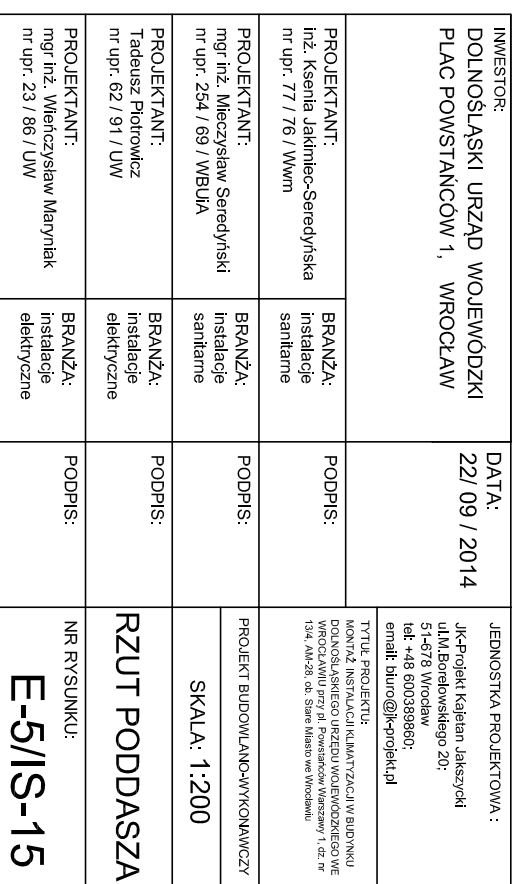 INWESTOR:
DOLNOŚLĄSKI URZĄD WOJEWÓDZKI
PLAC POWSTAŃCÓW 1, WROCŁAW
DATA:
22/ 09 / 2014
JEDNOSTKA PROJEKTOWA :
JK-Projekt Kajetan Jakszycki
ul.M.Borelowskiego 20;
51-678 Wrocław
tel: +48 600389860;
email: biuro@jk-projekt.pl
PROJEKTANT:
inż. Ksenia Jakimiec-Seredyńska
nr upr. 77 / 76 / Wwm
BRANŻA:
instalacje
sanitarne
PODPIS:
TYTUŁ PROJEKTU:
MONTAŻ INSTALACJI KLIMATYZACJI W BUDYNKU
DOLNOŚLĄSKIEGO URZĘDU WOJEWÓDZKIEGO WE
WROCŁAWIU przy pl. Powstańców Warszawy 1, dz. nr
13/4, AM-28, ob. Stare Miasto we Wrocławiu
PROJEKTANT:
mgr inż. Mieczysław Seredyński
nr upr. 254 / 69 / WBUiA
BRANŻA:
instalacje
sanitarne
PODPIS:
PROJEKT BUDOWLANO-WYKONAWCZY
SKALA: 1:200
PROJEKTANT:
Tadeusz Piotrowicz
nr upr. 62 / 91 / UW
BRANŻA:
instalacje
elektryczne
PODPIS:
RZUT PODDASZA
PROJEKTANT:
mgr inż. Wieńczysław Maryniak
nr upr. 23 / 86 / UW
BRANŻA:
instalacje
elektryczne
PODPIS:
NR RYSUNKU:
E-5/IS-15